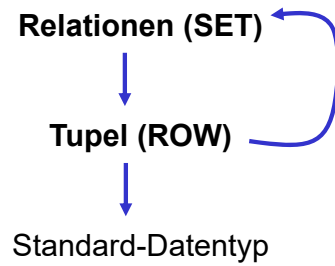 Relationen (SET)
Tupel (ROW)
Standard-Datentyp